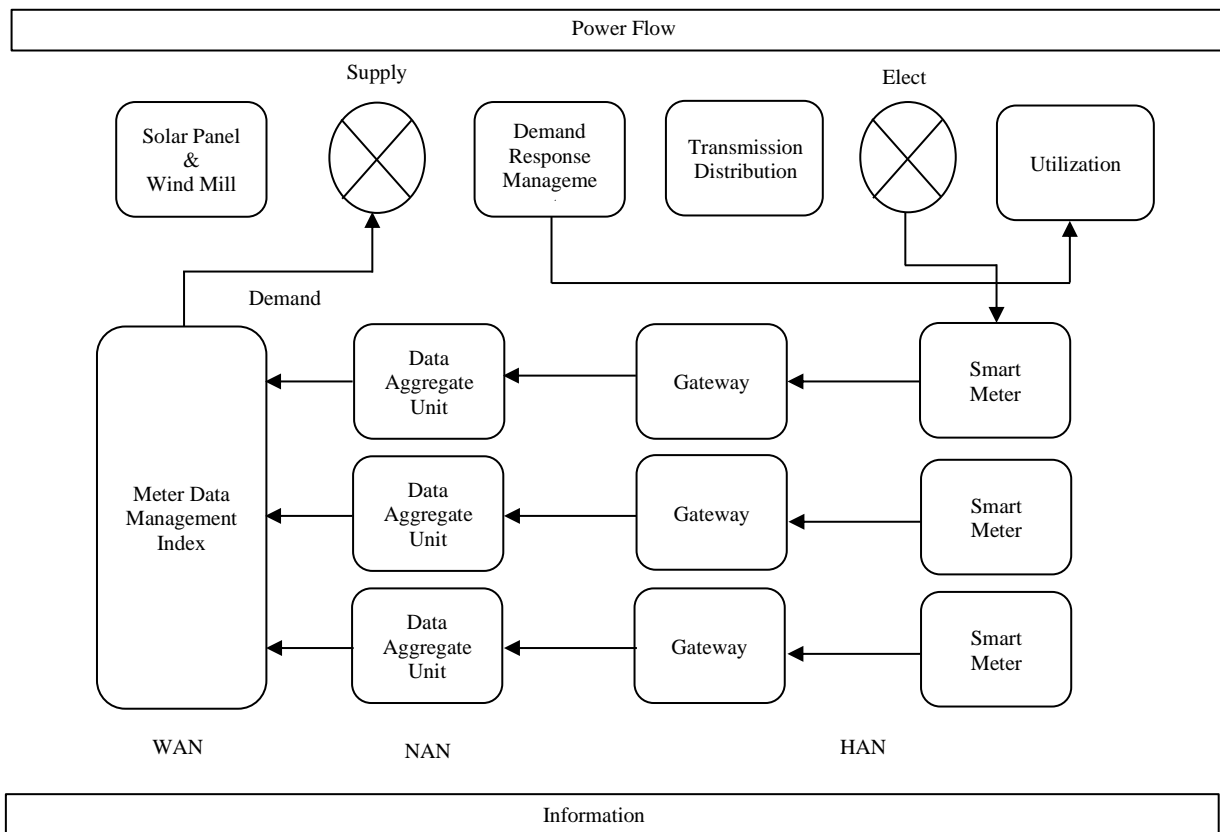 Power Flow
Supply
Elect
Solar Panel
&
Wind Mill
Demand
Response
Manageme
Transmission
Distribution
Utilization
Demand
Data
Aggregate
Unit
Gateway
Smart
Meter
Meter Data
Management
Index
Data
Aggregate
Unit
Gateway
Smart
Meter
Data
Aggregate
Unit
Gateway
Smart
Meter
WAN
NAN
HAN
Information